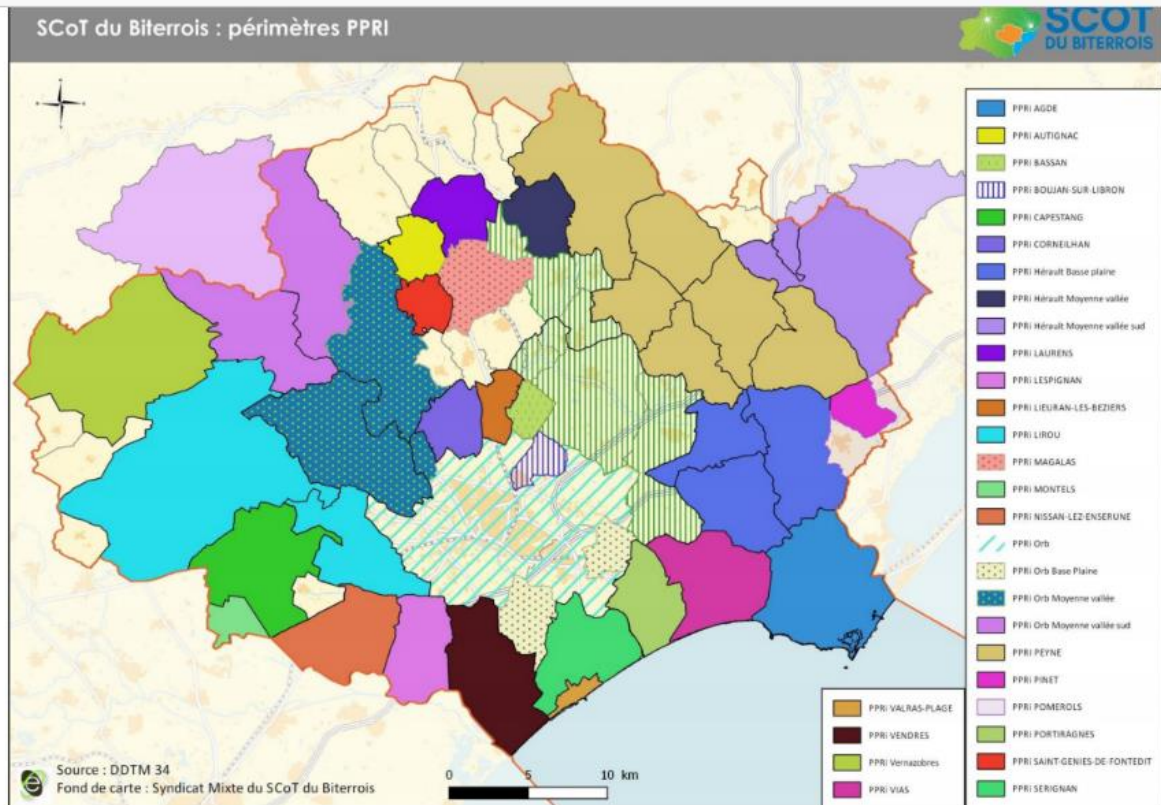 SCoT du Biterrois : périmètres PPRI
SCOT
DU BITERROIS
PPRi AGDE
PPRi AUTIGNAC
PPRi BASSAN
PPRi BOUJAN-SUR-LIBRON
PPRi CAPESTANG
PPRi CORNEILHAN
PPRi Hérault Basse plaine
PPRi Hérault Moyenne vallée
PPRi Hérault Moyenne vallée sud
PPRi LAURENS
PPRi LESPIGNAN
PPRi LIEURAN-LES-BEZIERS
PPRi LIROU
PPRi MAGALAS
PPRi MONTELS
PPRi NISSAN-LEZ-ENSERUNE
PPRi Orb
PPRi Orb Base Plaine
PPRi Orb Moyenne vallée
PPRi Orb Moyenne vallée sud
PPRi PEYNE
PPRi PINET
PPRi POMEROLS
PPRi PORTIRAGNES
PPRi SAINT-GENIES-DE-FONTEDIT
PPRi SERIGNAN
PPRi VALRAS-PLAGE
PPRi VENDRES
PPRi Vernazobres
PPRi VIAS
Source : DDTM 34
Fond de carte : Syndicat Mixte du SCoT du Biterrois
0 5 10 km